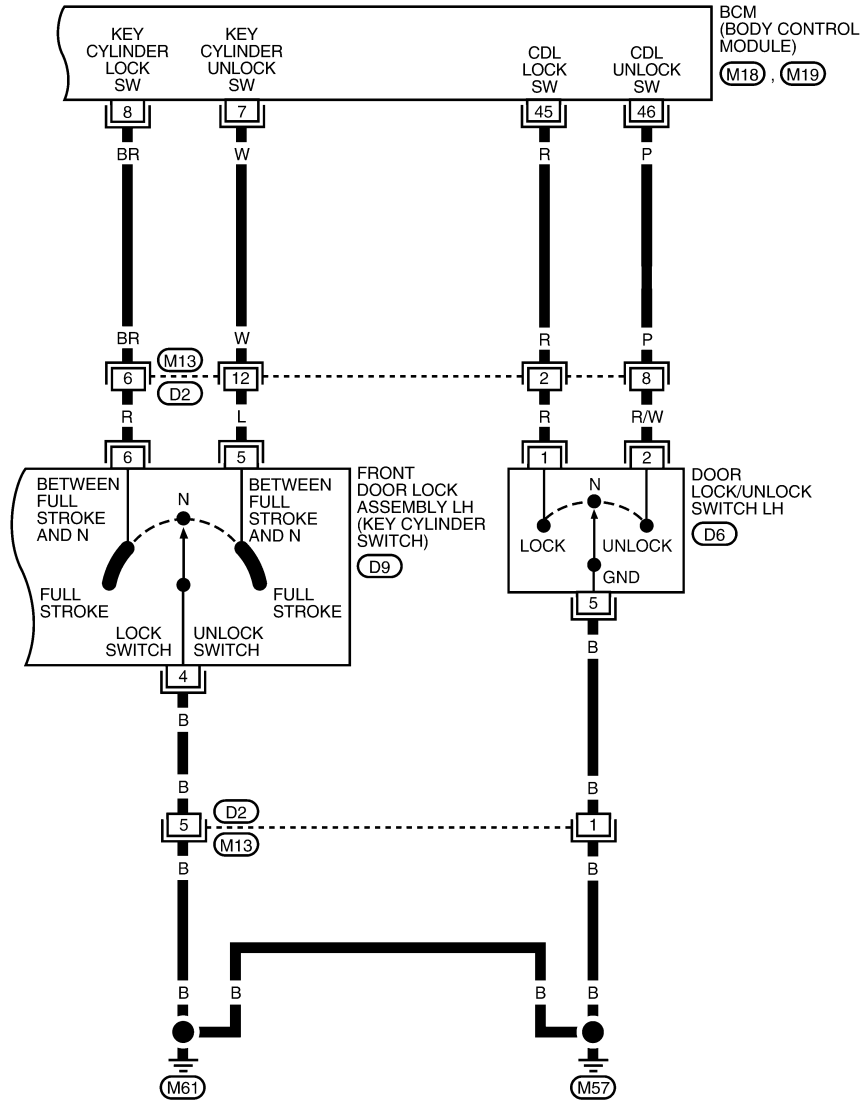 BCM
(BODY CONTROL
MODULE)
M18 , M19
KEY
CYLINDER
LOCK
SW
KEY
CYLINDER
UNLOCK
SW
CDL
LOCK
SW
CDL
UNLOCK
SW
8
7
45
46
BR
W
R
P
BR
W
R
P
M13
6
12
2
8
D2
R
L
R
R/W
6
5
1
2
BETWEEN
FULL
STROKE
AND N
N
BETWEEN
FULL
STROKE
AND N
FULL
STROKE
FULL
STROKE
LOCK
SWITCH
UNLOCK
SWITCH
FRONT
DOOR LOCK
ASSEMBLY LH
(KEY CYLINDER
SWITCH)
D9
N
LOCK
UNLOCK
GND
DOOR
LOCK/UNLOCK
SWITCH LH
D6
5
4
B
B
B
B
D2
5
1
M13
B
B
B
B
B
B
M61
M57